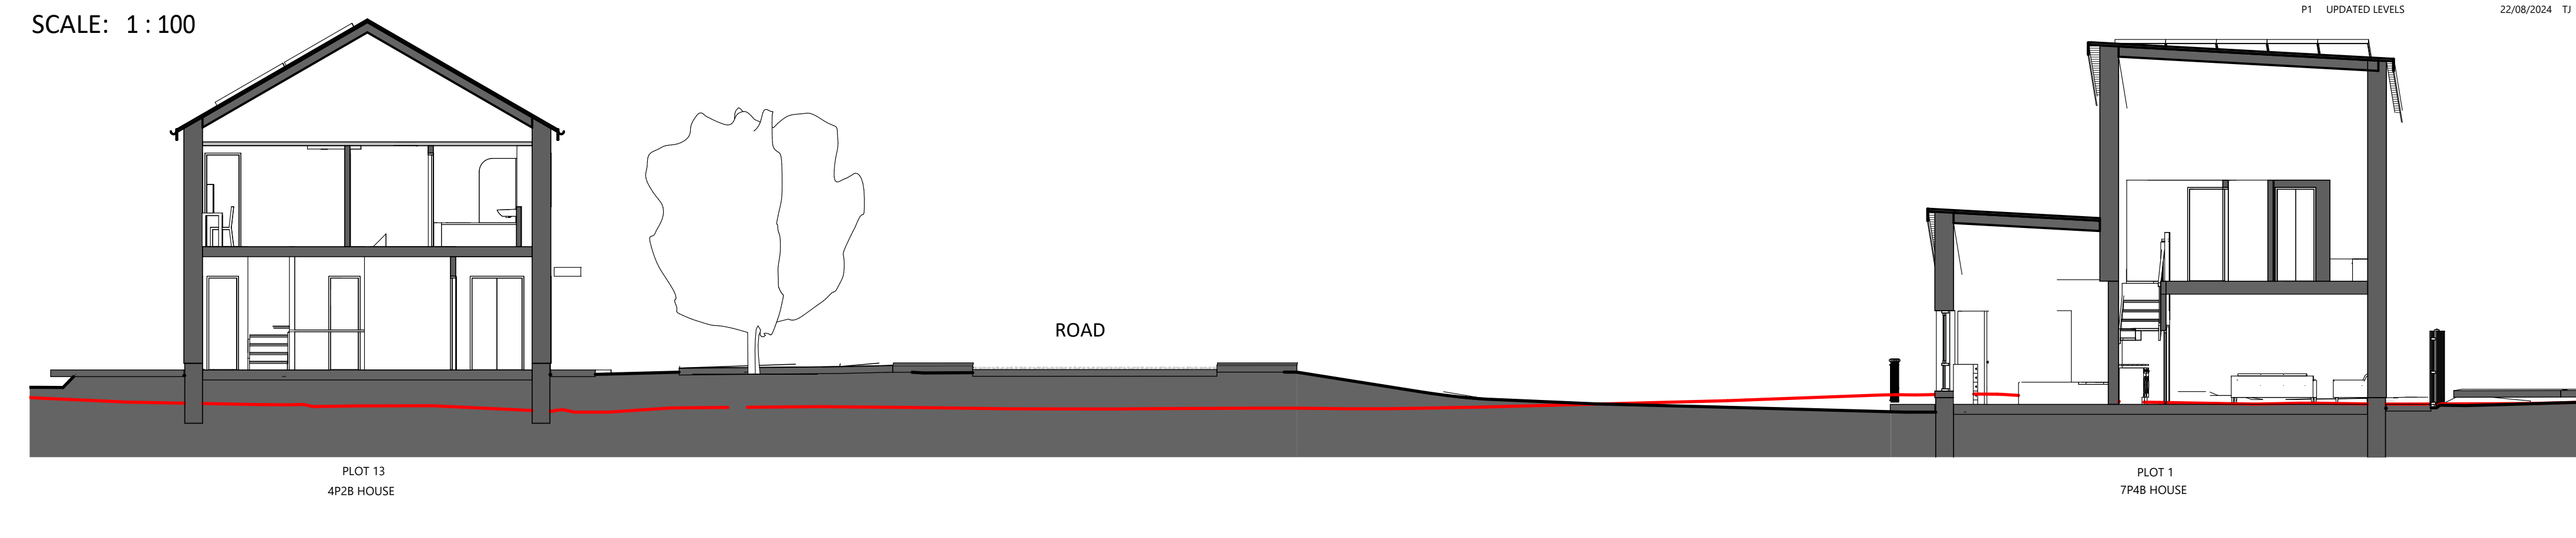 SCALE: 1 : 100
P1 UPDATED LEVELS 22/08/2024 TJ
ROAD
PLOT 13
4P2B HOUSE
PLOT 1
7P4B HOUSE